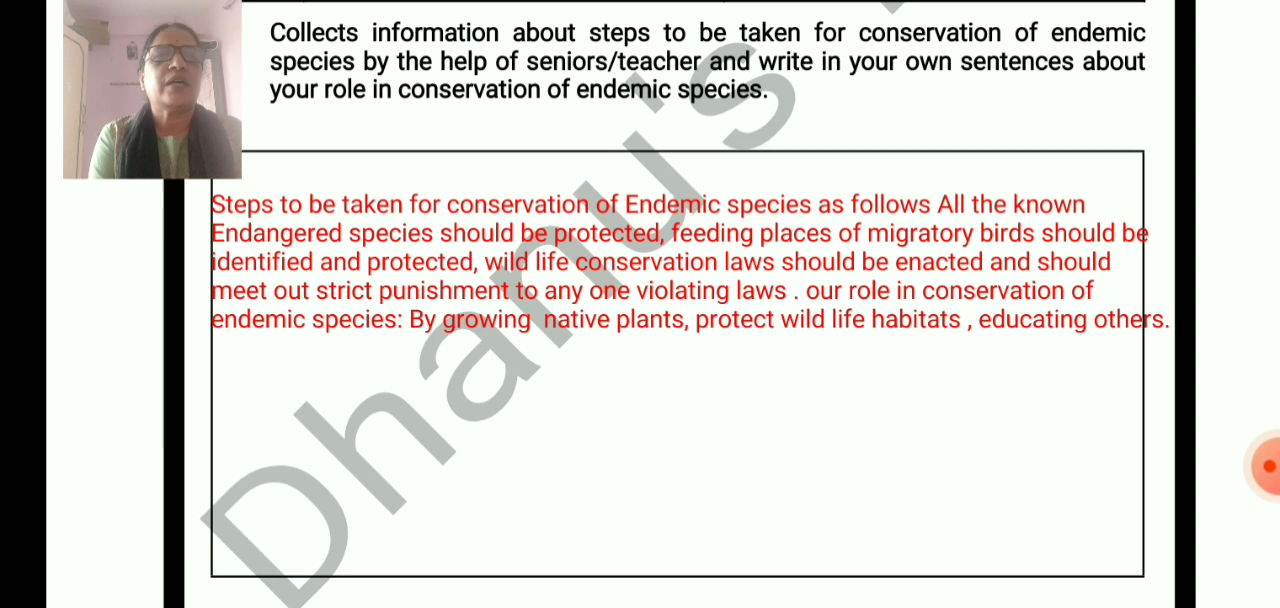 Collects information about steps to be taken for conservation of endemic
species by the help of seniors/teacher and write in your own sentences about
your role in conservation of endemic species.
Steps to be taken for conservation of Endemic species as follows All the known
Endangered species should be protected, feeding places of migratory birds should be
identified and protected, wild life conservation laws should be enacted and should
meet out strict punishment to any one violating laws . our role in conservation of
endemic species: By growing native plants, protect wild life habitats , educating others.
Dhanu's